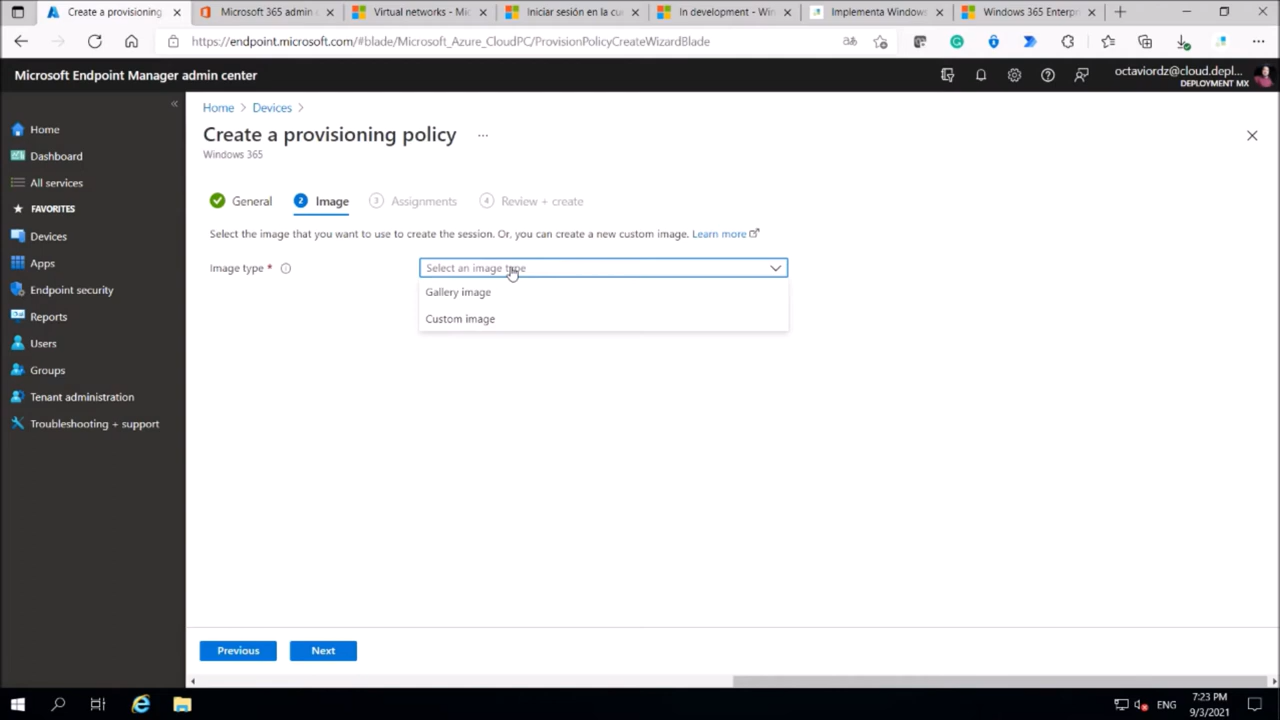 Create a provisioning
Microsoft 365 admin c
Virtual networks - Mic
Iniciar sesión en la cu
In development - Win
Implementa Windows
Windows 365 Enterpr
https://endpoint.microsoft.com/#blade/Microsoft_Azure_CloudPC/ProvisionPolicyCreateWizardBlade
Microsoft Endpoint Manager admin center
octaviordz@cloud.depl...
DEPLOYMENT MX
Home
Dashboard
All services
FAVORITES
Devices
Apps
Endpoint security
Reports
Users
Groups
Tenant administration
Troubleshooting + support
Home > Devices >
Create a provisioning policy ...
Windows 365
General
2 Image
3 Assignments
4 Review + create
Select the image that you want to use to create the session. Or, you can create a new custom image. Learn more
Image type *
Select an image type
Gallery image
Custom image
Previous
Next
ENG
7:23 PM
9/3/2021